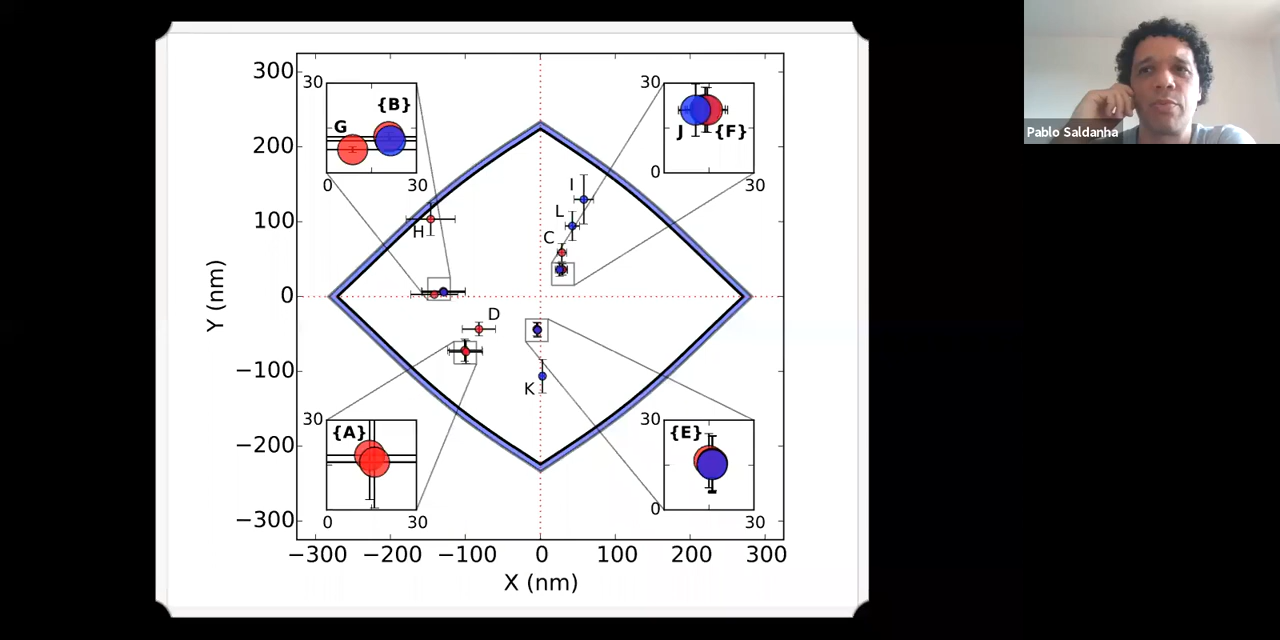 Pablo Saldanha
300
200
100
0
−100
−200
−300
−300 −200 −100 0 100 200 300
X (nm)
Y (nm)
30
{B}
G
0 30
30
J {F}
0 30
I
L
C
H
D
K
30
{A}
0 30
30
{E}
0 30